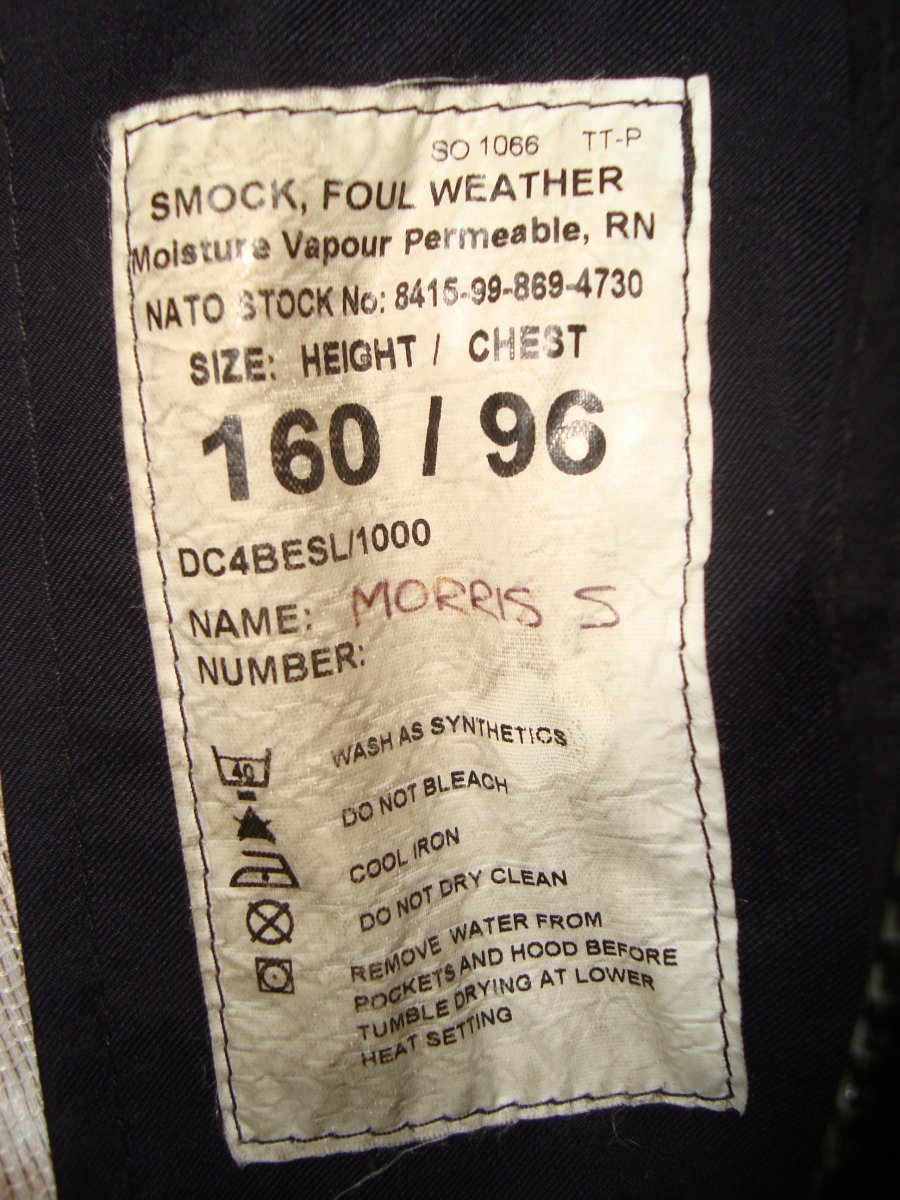 SO 1066 TT-P
SMOCK, FOUL WEATHER
Moisture Vapour Permeable, RN
NATO STOCK No: 8415-99-869-4730
SIZE: HEIGHT / CHEST
160 / 96
DC4BESL/1000
NAME: MORRIS S
NUMBER:
40
WASH AS SYNTHETICS
DO NOT BLEACH
COOL IRON
DO NOT DRY CLEAN
REMOVE WATER FROM
POCKETS AND HOOD BEFORE
TUMBLE DRYING AT LOWER
HEAT SETTING